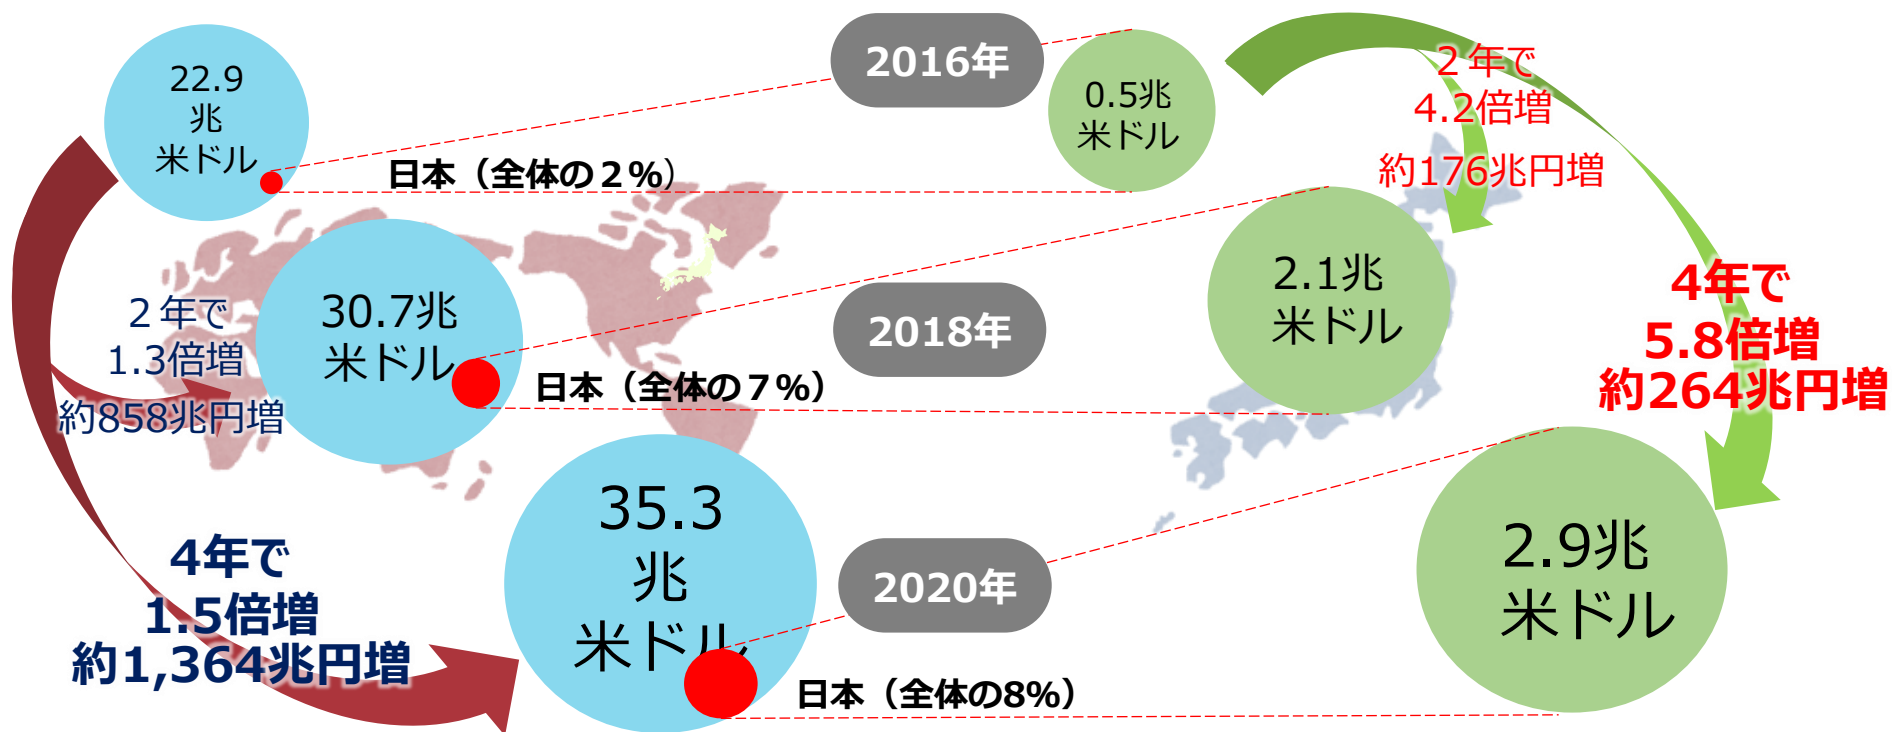 2016年
22.9
兆
米ドル
0.5兆
米ドル
日本（全体の２%）
２年で
4.2倍増
約176兆円増
2018年
２年で
1.3倍増
約858兆円増
30.7兆
米ドル
2.1兆
米ドル
日本（全体の７%）
4年で
5.8倍増
約264兆円増
2020年
4年で
1.5倍増
約1,364兆円増
35.3
兆
米ドル
2.9兆
米ドル
日本（全体の8%）